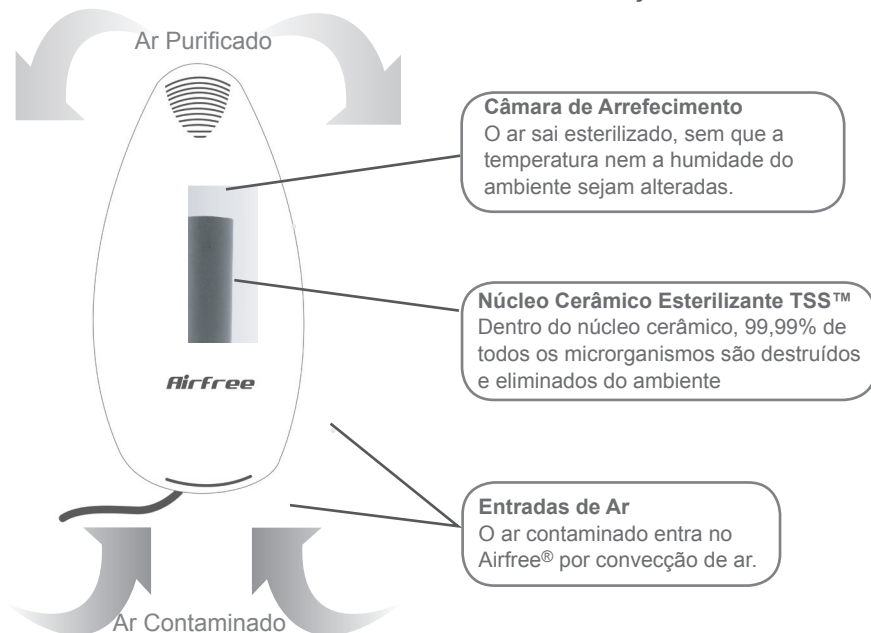 Ar Purificado
Câmara de Arrefecimento
O ar sai esterilizado, sem que a
temperatura nem a humidade do
ambiente sejam alteradas.
Núcleo Cerâmico Esterilizante TSS™
Dentro do núcleo cerâmico, 99,99% de
todos os microrganismos são destruídos
e eliminados do ambiente
Airfree
Entradas de Ar
O ar contaminado entra no
Airfree® por convecção de ar.
Ar Contaminado